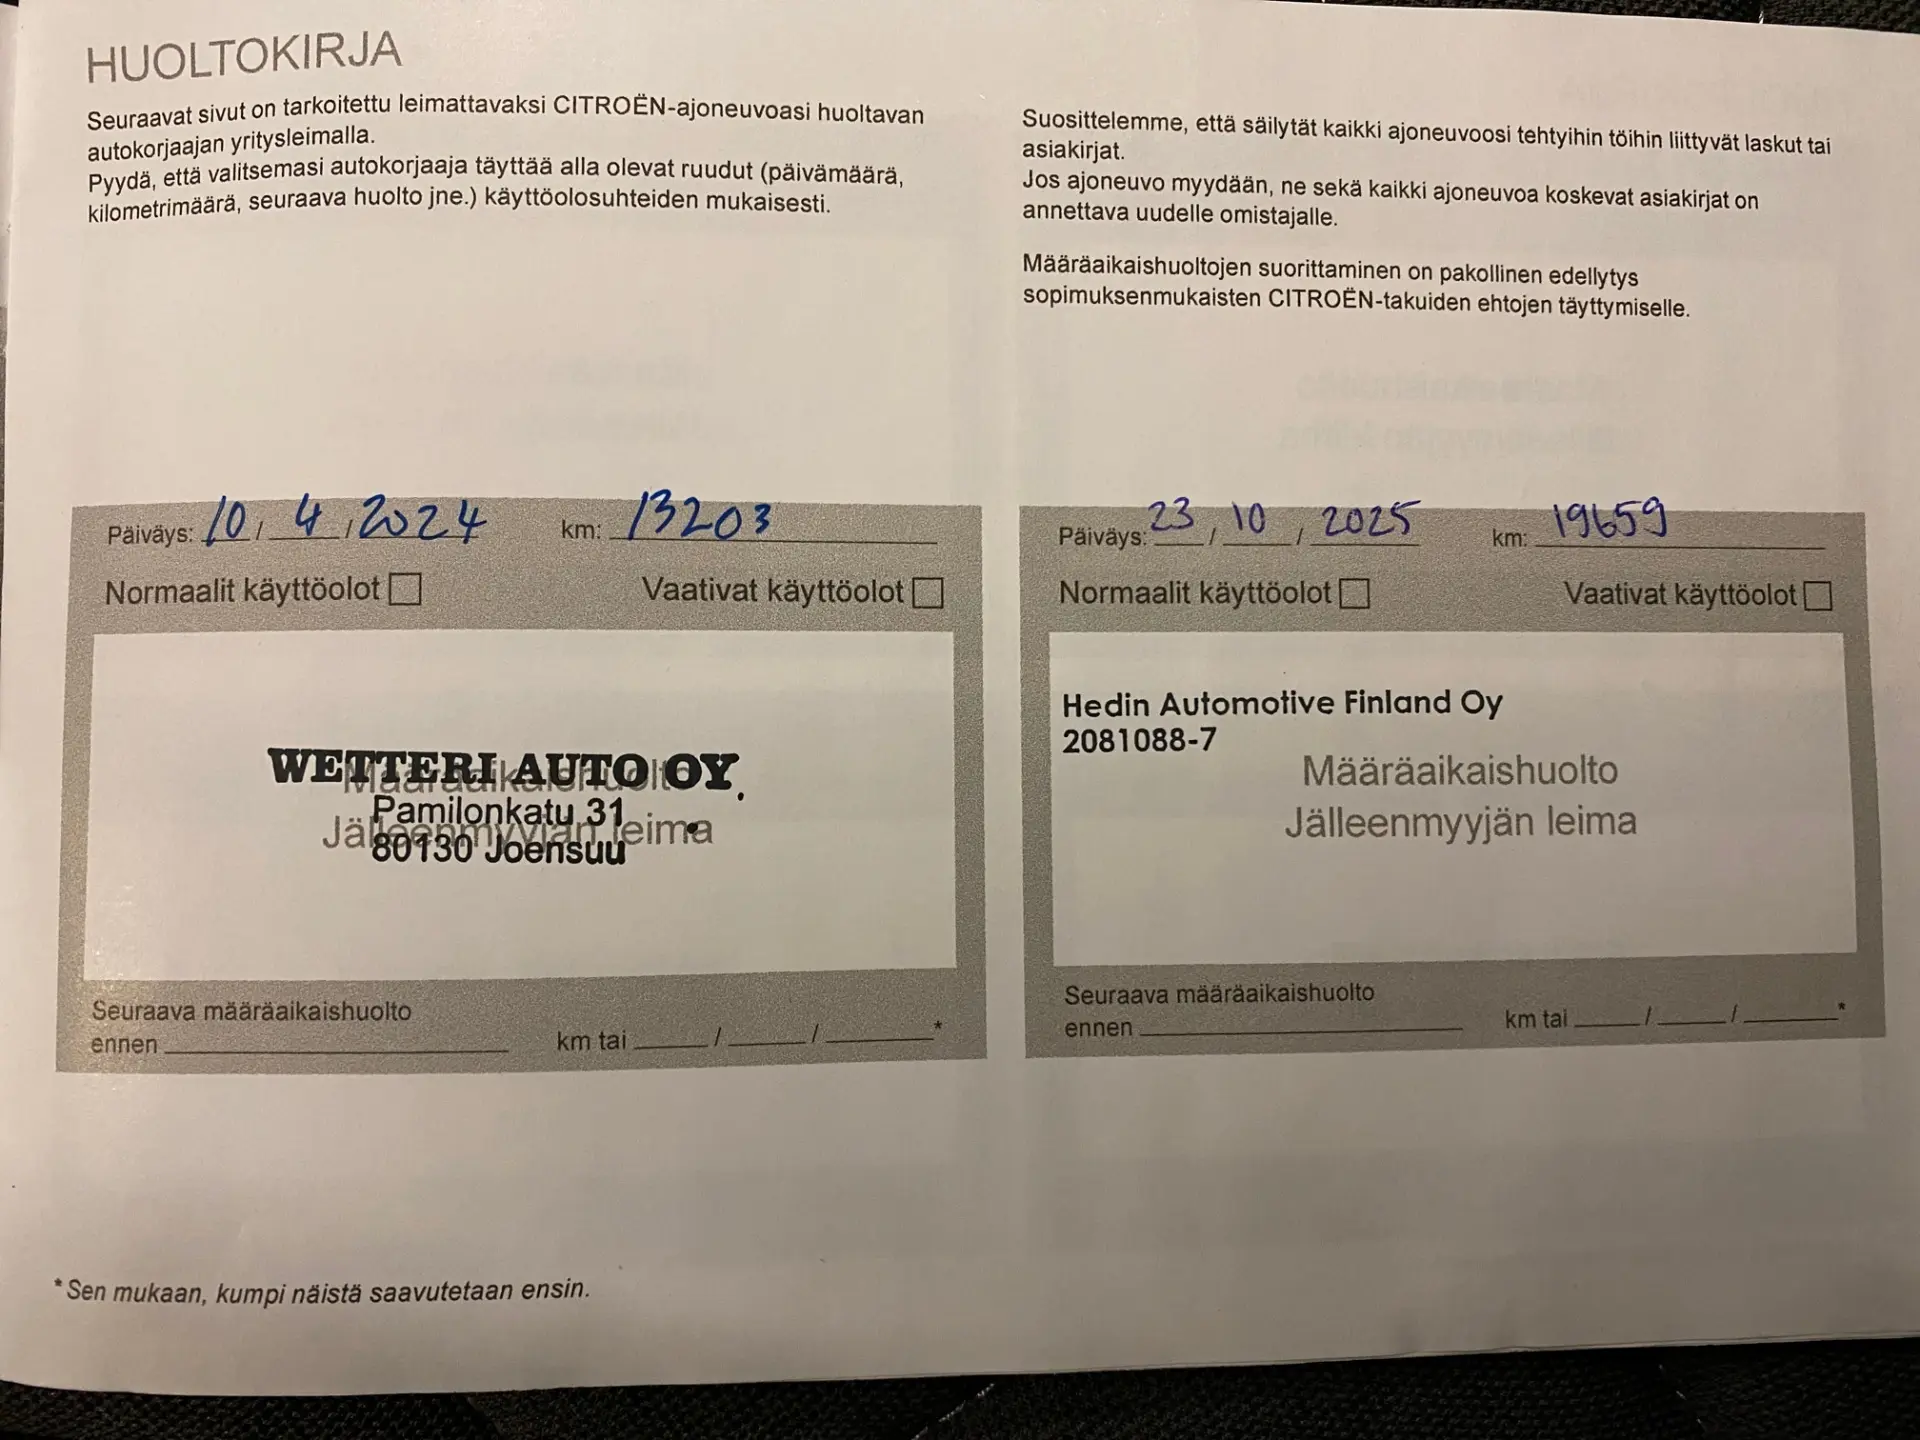 HUOLTOKIRJA
Seuraavat sivut on tarkoitettu leimattavaksi CITROËN-ajoneuvoasi huoltavan
autokorjaajan yritysleimalla.
Pyydä, että valitsemasi autokorjaaja täyttää alla olevat ruudut (päivämäärä,
kilometrimäärä, seuraava huolto jne.) käyttöolosuhteiden mukaisesti.
Päiväys: 10 / 4 / 2024 km: 13203
Normaalit käyttöolot Vaativat käyttöolot
WETTERI AUTO OY.
Määräaikaishuolto
Pamilonkatu 31
Jälleenmyyjän leima
80130 Joensuu
Seuraava määräaikaishuolto
ennen km tai / / *
Suosittelemme, että säilytät kaikki ajoneuvoosi tehtyihin töihin liittyvät laskut tai
asiakirjat.
Jos ajoneuvo myydään, ne sekä kaikki ajoneuvoa koskevat asiakirjat on
annettava uudelle omistajalle.
Määräaikaishuoltojen suorittaminen on pakollinen edellytys
sopimuksenmukaisten CITROËN-takuiden ehtojen täyttymiselle.
Päiväys: 23 / 10 / 2025 km: 19659
Normaalit käyttöolot Vaativat käyttöolot
Hedin Automotive Finland Oy
2081088-7
Määräaikaishuolto
Jälleenmyyjän leima
Seuraava määräaikaishuolto
ennen km tai / / *
* Sen mukaan, kumpi näistä saavutetaan ensin.